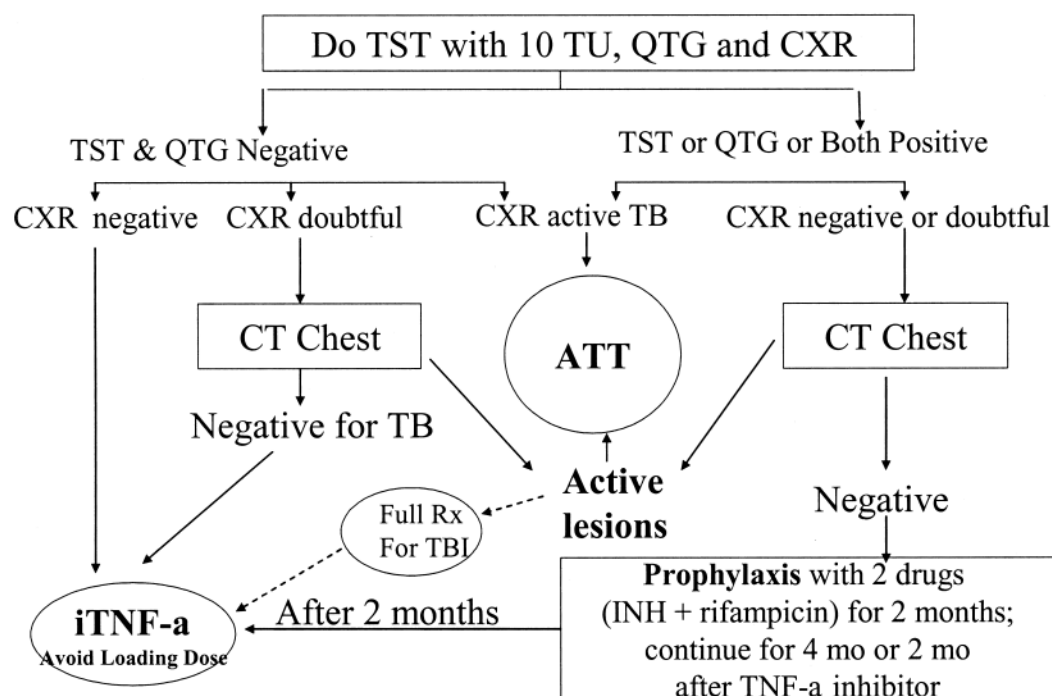 Do TST with 10 TU, QTG and CXR
TST & QTG Negative
TST or QTG or Both Positive
CXR negative
CXR doubtful
CXR active TB
CXR negative or doubtful
CT Chest
ATT
CT Chest
Negative for TB
Active
lesions
Negative
Full Rx
For TBI
Prophylaxis with 2 drugs
(INH + rifampicin) for 2 months;
continue for 4 mo or 2 mo
after TNF-a inhibitor
After 2 months
iTNF-a
Avoid Loading Dose